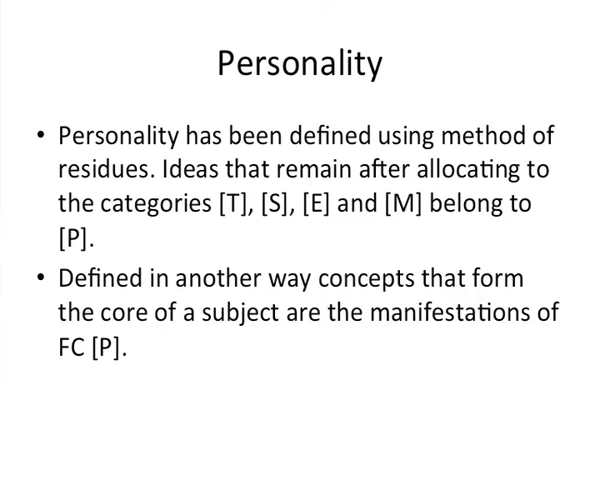 Personality
• Personality has been defined using method of
residues. Ideas that remain after allocating to
the categories [T], [S], [E] and [M] belong to
[P].
• Defined in another way concepts that form
the core of a subject are the manifestations of
FC [P].